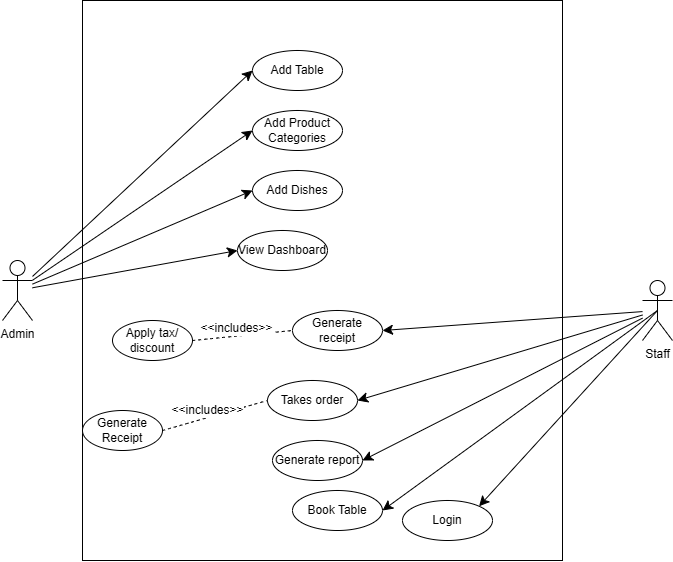 Add Table
Add Product
Categories
Add Dishes
View Dashboard
Admin
Apply tax/
discount
<<includes>>
Generate
receipt
Staff
Takes order
<<includes>>
Generate
Receipt
Generate report
Book Table
Login